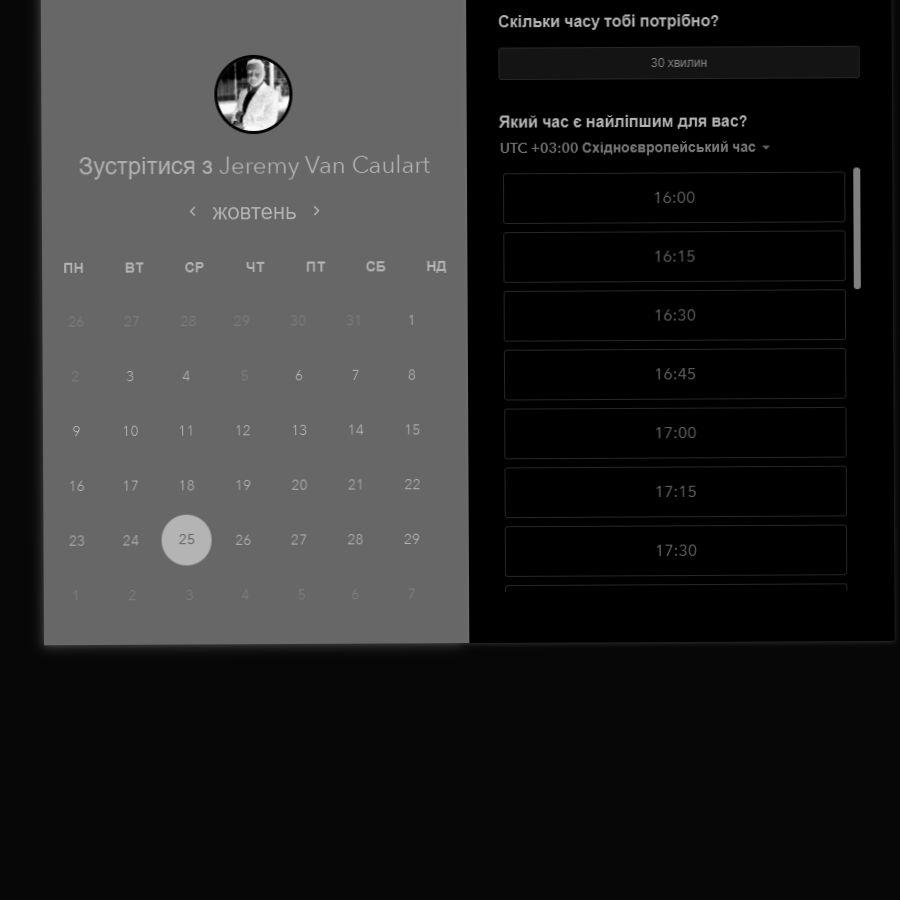 Зустрітися з Jeremy Van Caulart
жовтень
ПН ВТ СР ЧТ ПТ СБ НД
26 27 28 29 30 31 1
2 3 4 5 6 7 8
9 10 11 12 13 14 15
16 17 18 19 20 21 22
23 24 25 26 27 28 29
1 2 3 4 5 6 7
Скільки часу тобі потрібно?
30 хвилин
Який час є найліпшим для вас?
UTC +03:00 Східноєвропейський час
16:00
16:15
16:30
16:45
17:00
17:15
17:30